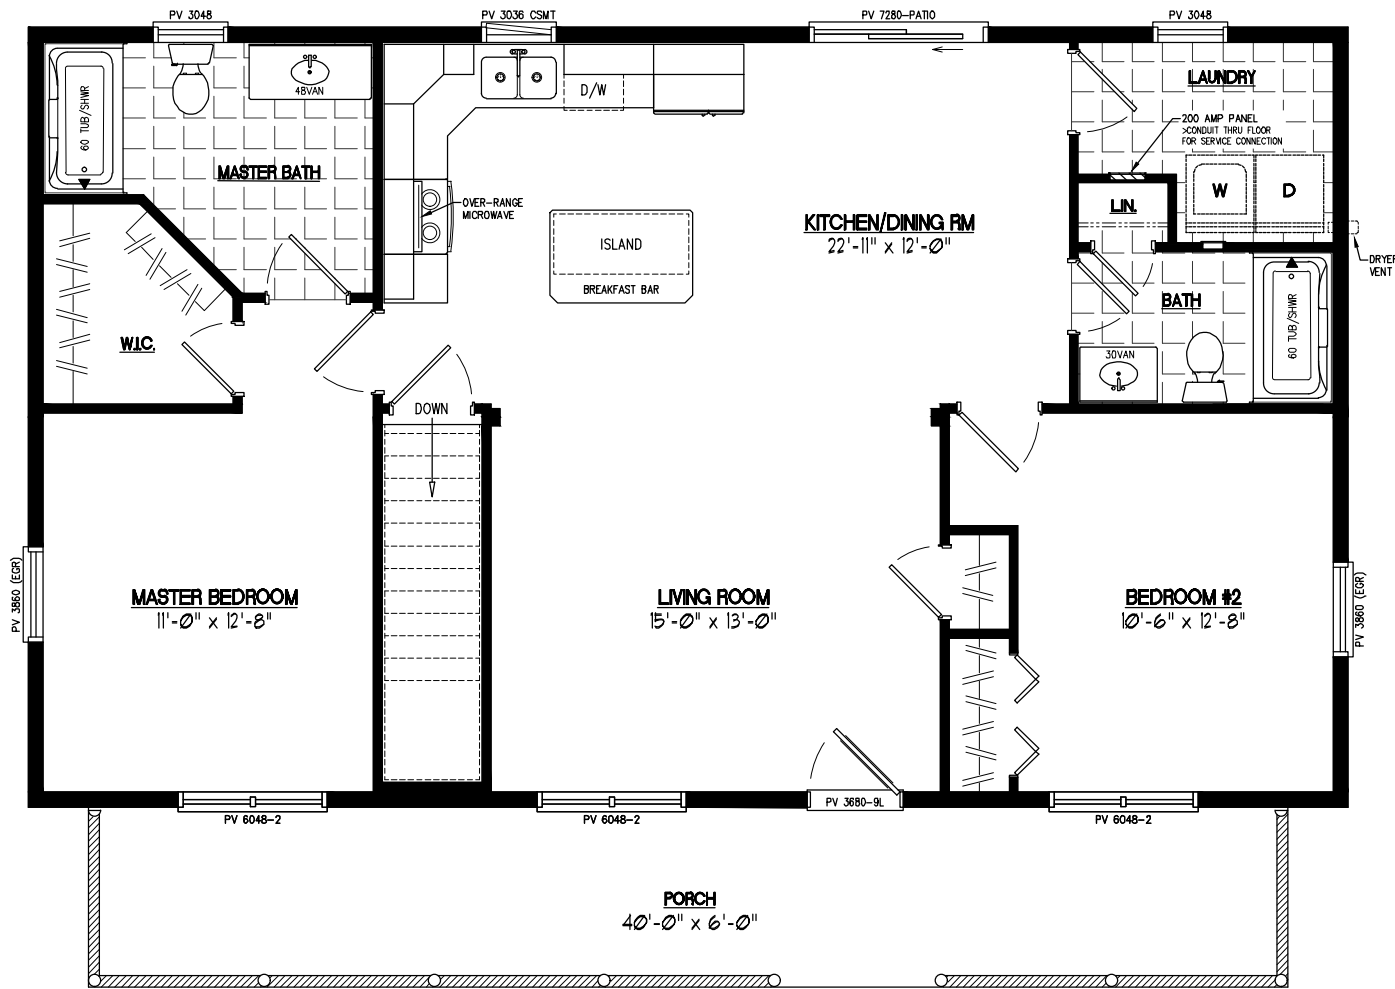 PV 3048
PV 3036 CSMT
PV 7280-PATIO
PV 3048
60 TUB/SHWR
48VAN
MASTER BATH
D/W
OVER-RANGE
MICROWAVE
ISLAND
BREAKFAST BAR
KITCHEN/DINING RM
22'-11" x 12'-0"
LAUNDRY
200 AMP PANEL
>CONDUIT THRU FLOOR
FOR SERVICE CONNECTION
W
D
LIN.
DRYER
VENT
BATH
30VAN
60 TUB/SHWR
W.I.C.
DOWN
PV 3860 (EGR)
MASTER BEDROOM
11'-0" x 12'-8"
LIVING ROOM
15'-0" x 13'-0"
BEDROOM #2
10'-6" x 12'-8"
PV 3860 (EGR)
PV 6048-2
PV 6048-2
PV 3680-9L
PV 6048-2
PORCH
40'-0" x 6'-0"